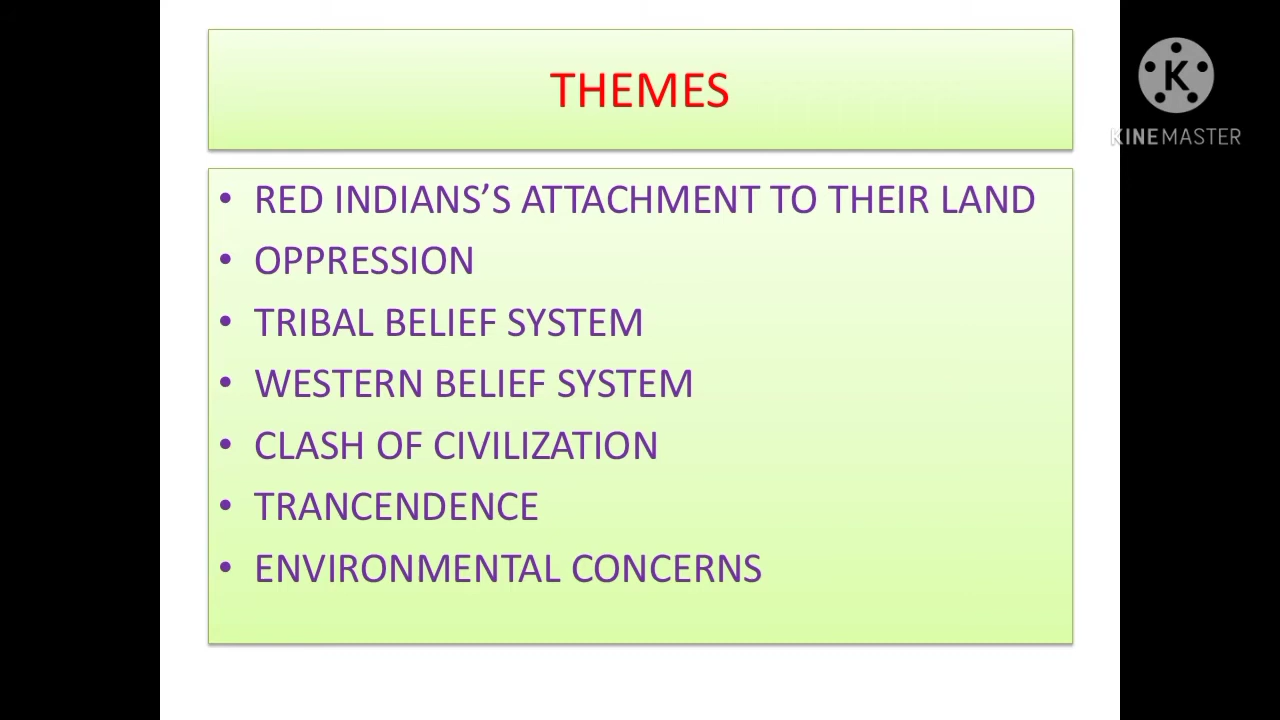 THEMES
K
KINEMASTER
• RED INDIANS’S ATTACHMENT TO THEIR LAND
• OPPRESSION
• TRIBAL BELIEF SYSTEM
• WESTERN BELIEF SYSTEM
• CLASH OF CIVILIZATION
• TRANCENDENCE
• ENVIRONMENTAL CONCERNS